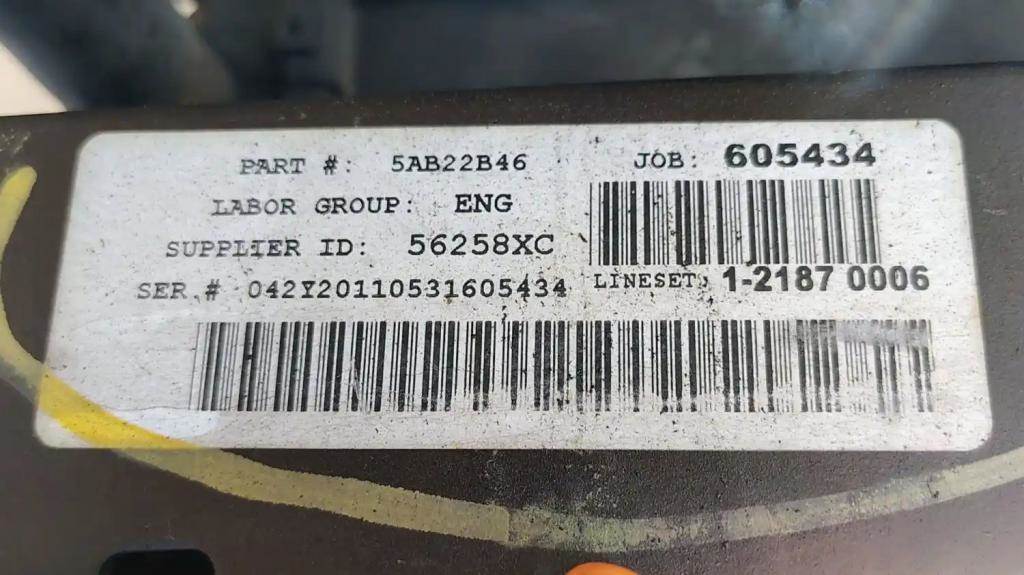 PART #: 5AB22B46
JOB: 605434
LABOR GROUP: ENG
SUPPLIER ID: 56258XC
SER.# 042Y20110531605434
LINESET: 1-2187 0006